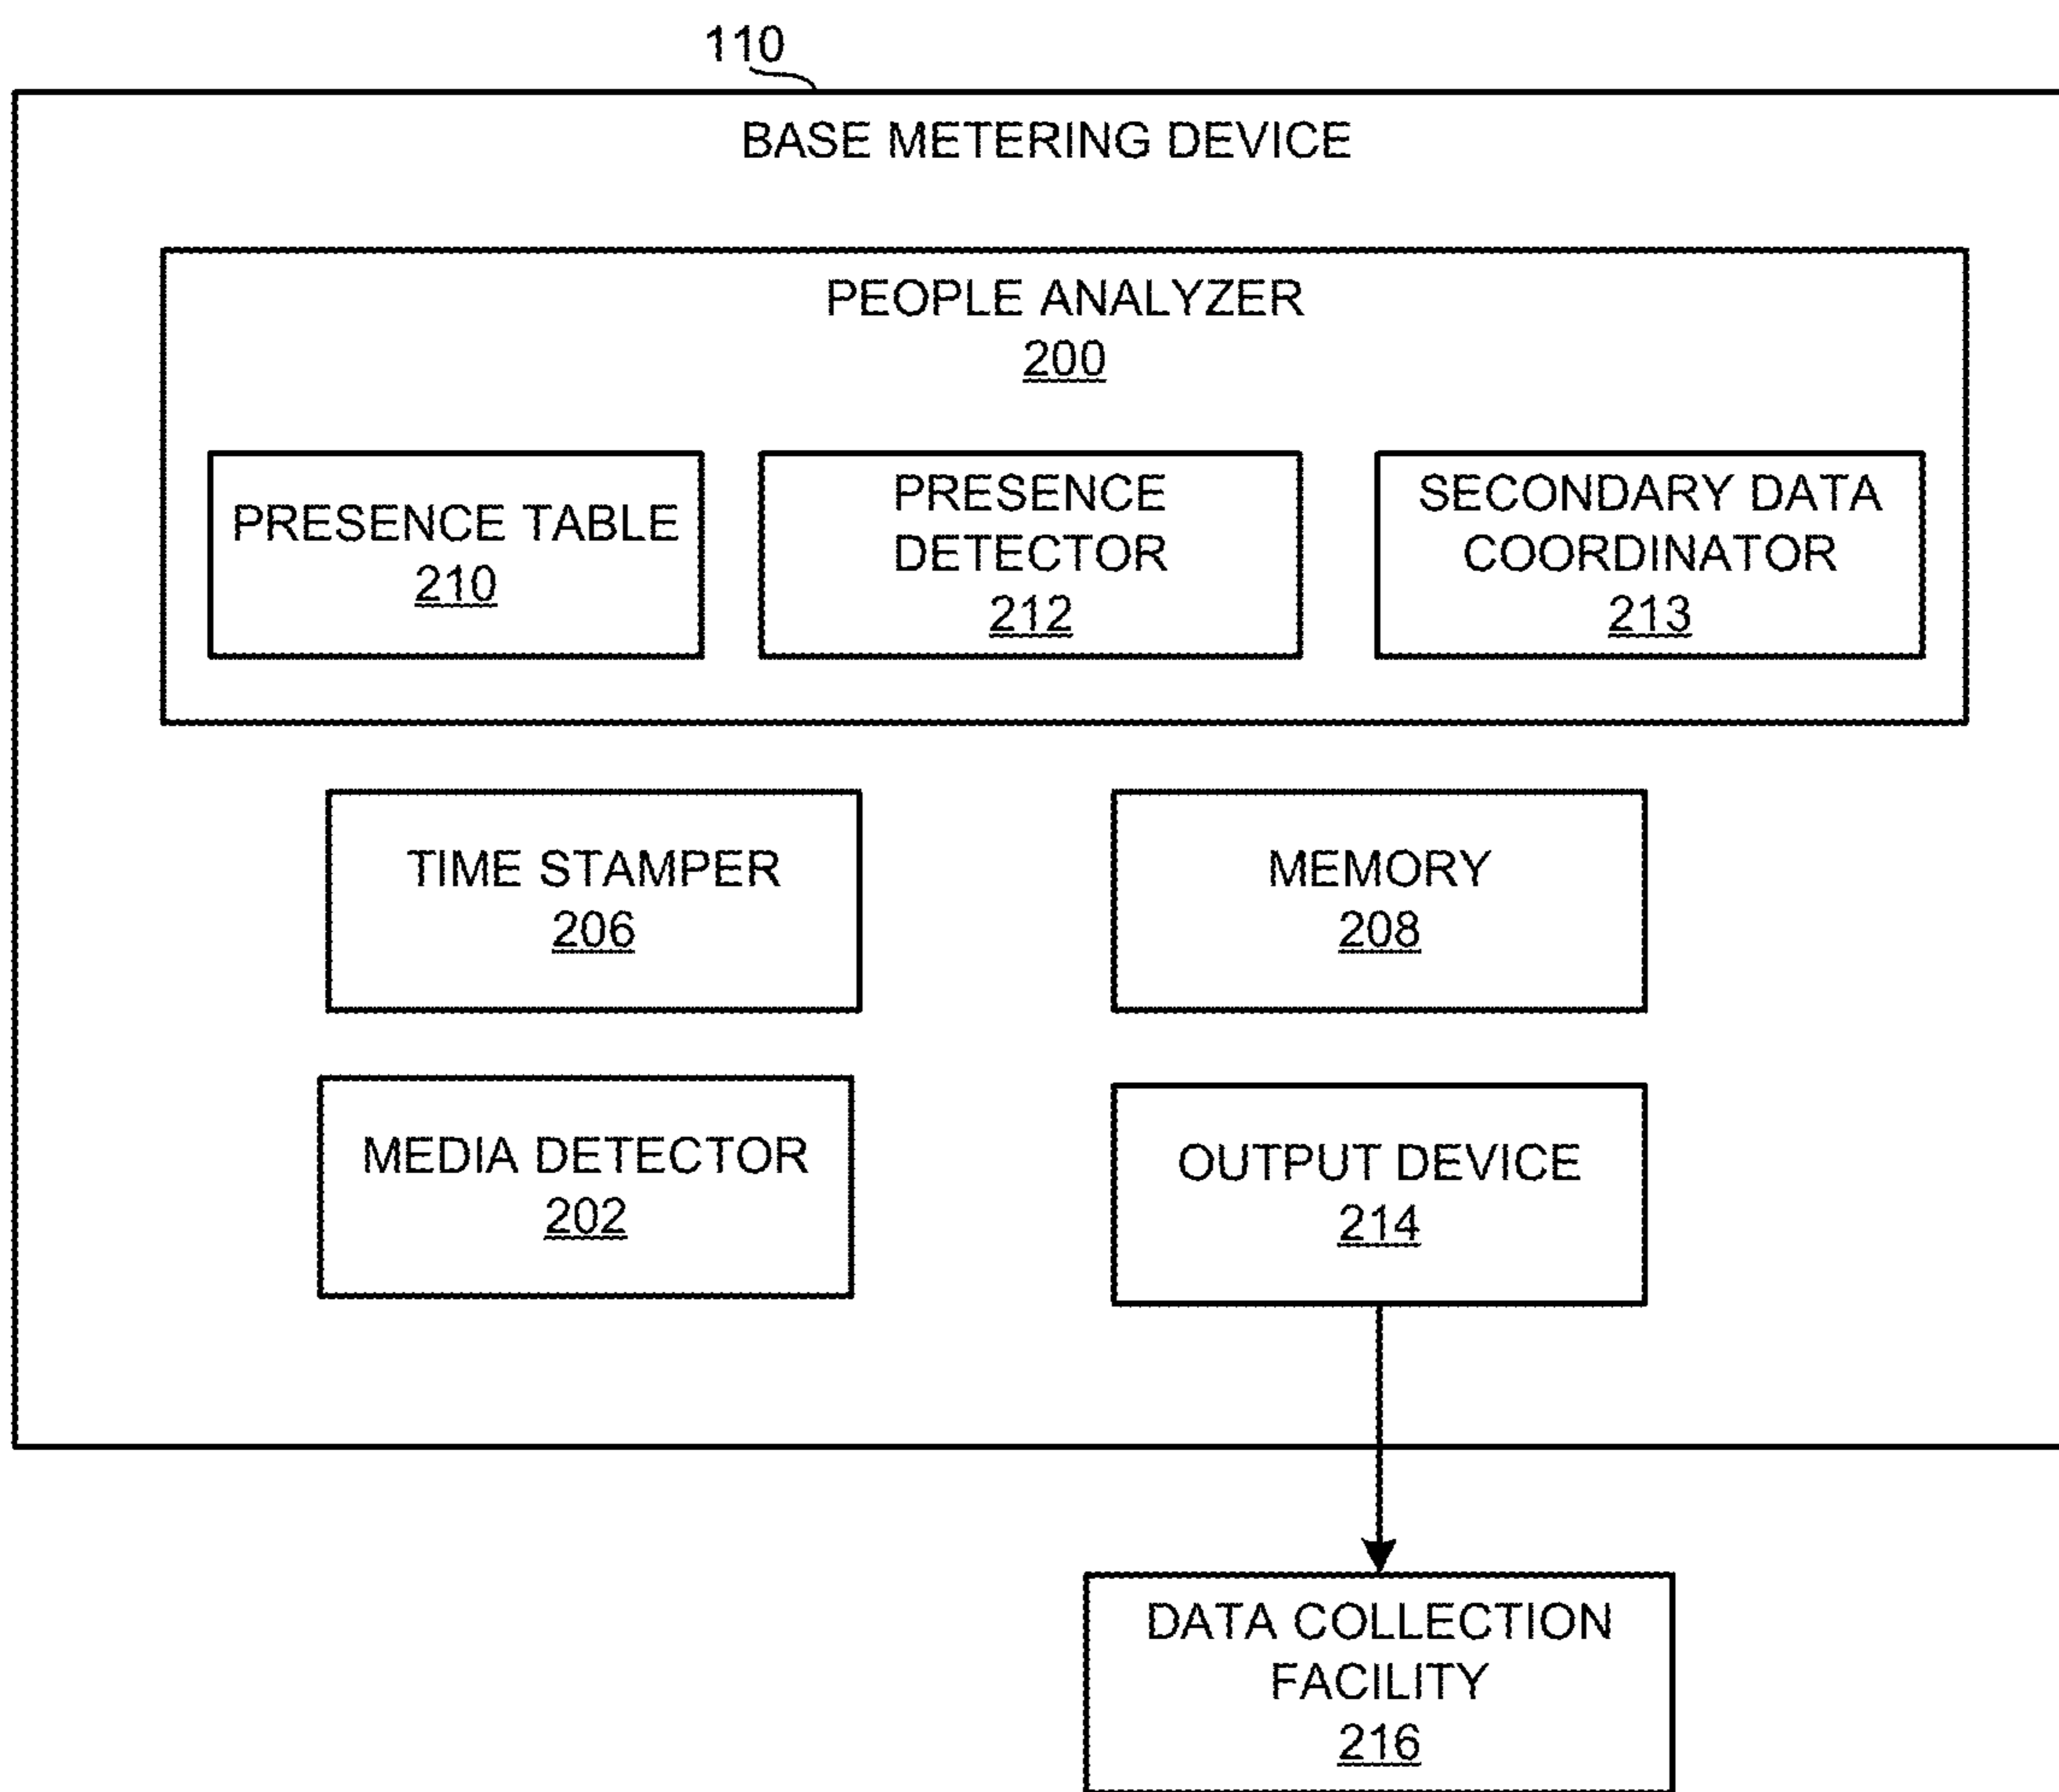 110
BASE METERING DEVICE
PEOPLE ANALYZER
200
PRESENCE TABLE
210
PRESENCE
DETECTOR
212
SECONDARY DATA
COORDINATOR
213
TIME STAMPER
206
MEMORY
208
MEDIA DETECTOR
202
OUTPUT DEVICE
214
DATA COLLECTION
FACILITY
216